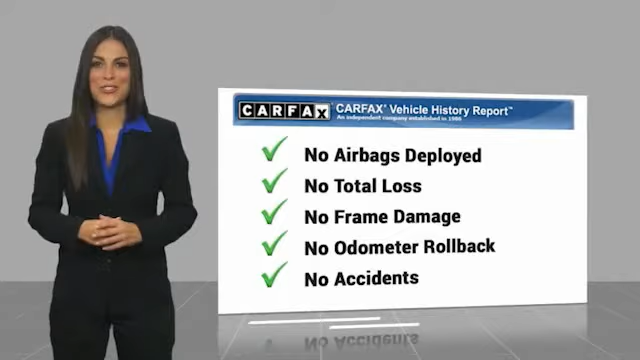 CARFAX CARFAX® Vehicle History Report™
An independent company established in 1986
No Airbags Deployed
No Total Loss
No Frame Damage
No Odometer Rollback
No Accidents